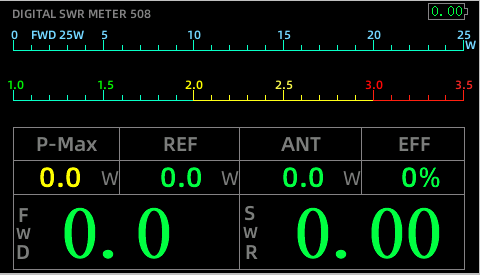 DIGITAL SWR METER 508 0.00
0 FWD 25W 5 10 15 20 25
W
1.0 1.5 2.0 2.5 3.0 3.5
P-Max REF ANT EFF
0.0 W 0.0 W 0.0 W 0%
FWD 0.0 SWR 0.00